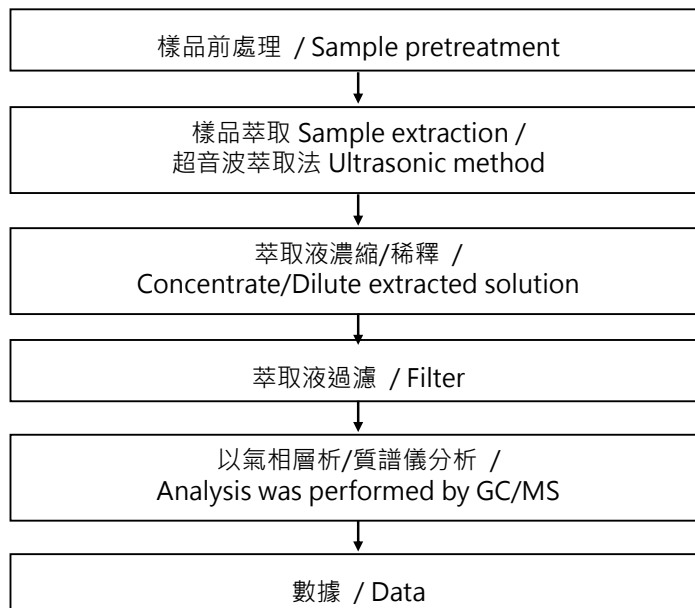 樣品前處理 / Sample pretreatment
樣品萃取 Sample extraction /
超音波萃取法 Ultrasonic method
萃取液濃縮/稀釋 /
Concentrate/Dilute extracted solution
萃取液過濾 / Filter
以氣相層析/質譜儀分析 /
Analysis was performed by GC/MS
數據 / Data